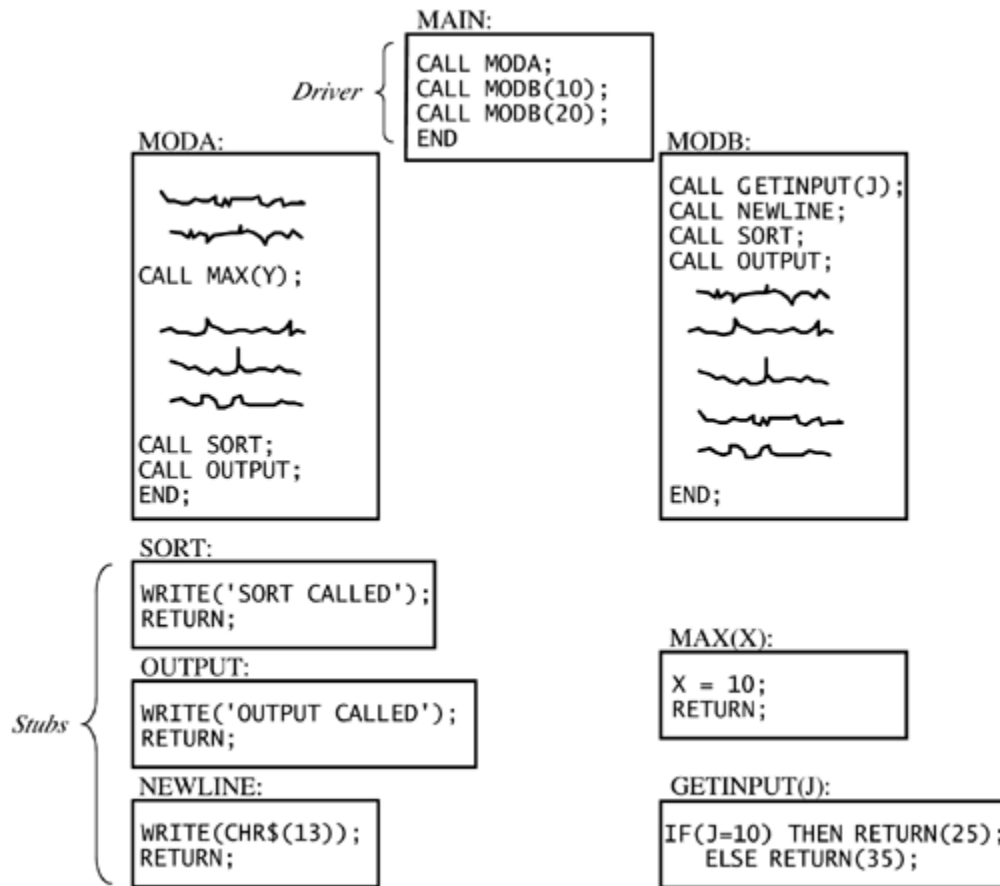 MAIN:
Driver
CALL MODA;
CALL MODB(10);
CALL MODB(20);
END
MODA:
CALL MAX(Y);
CALL SORT;
CALL OUTPUT;
END;
MODB:
CALL GETINPUT(J);
CALL NEWLINE;
CALL SORT;
CALL OUTPUT;
END;
Stubs
SORT:
WRITE('SORT CALLED');
RETURN;
OUTPUT:
WRITE('OUTPUT CALLED');
RETURN;
NEWLINE:
WRITE(CHR$(13));
RETURN;
MAX(X):
X = 10;
RETURN;
GETINPUT(J):
IF(J=10) THEN RETURN(25);
ELSE RETURN(35);